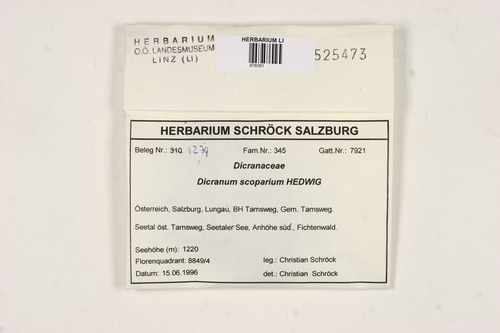 HERBARIUM
O.Ö. LANDESMUSEUM
LINZ (LI)
HERBARIUM LI
525473
HERBARIUM SCHRÖCK SALZBURG
Beleg Nr.: 310 1234 Fam.Nr.: 345 Gatt.Nr.: 7921
Dicranaceae
Dicranum scoparium HEDWIG
Österreich, Salzburg, Lungau, BH Tamsweg, Gem. Tamsweg.
Seetal öst. Tamsweg, Seetaler See, Anhöhe süd., Fichtenwald.
Seehöhe (m): 1220
Florenquadrant: 8849/4 leg.: Christian Schröck
Datum: 15.06.1996 det.: Christian Schröck